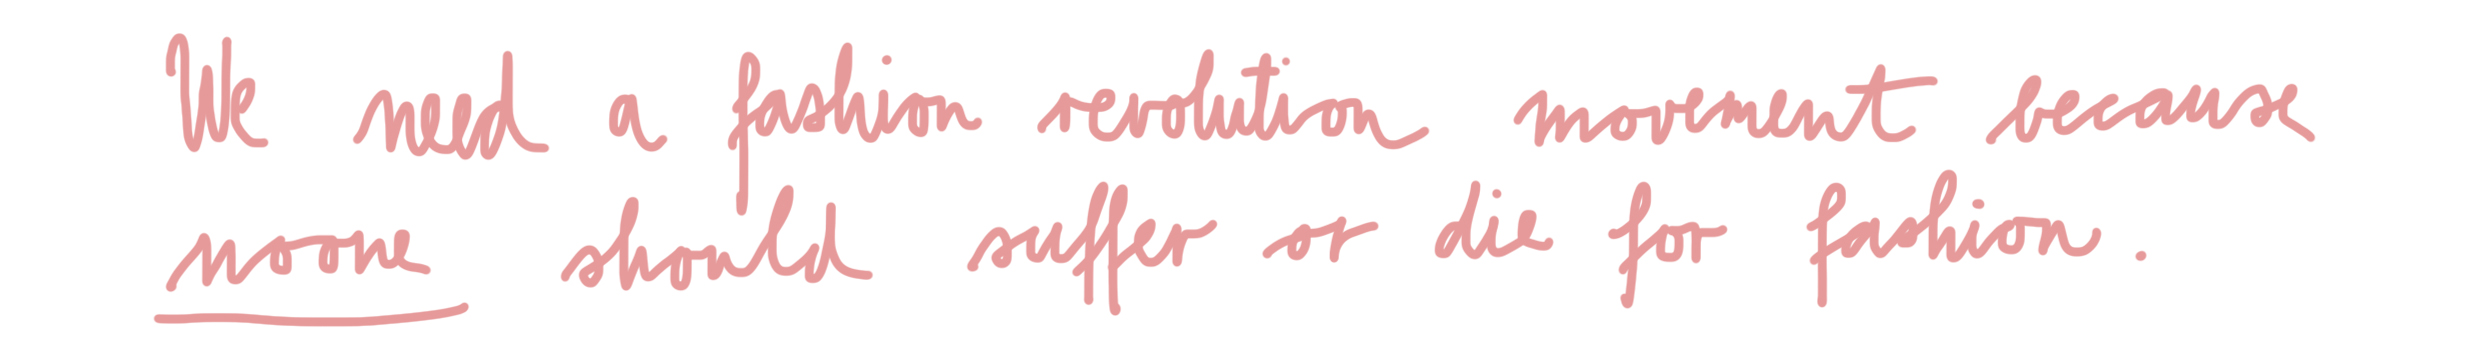 We need a fashion revolution movement because
noone should suffer or die for fashion.